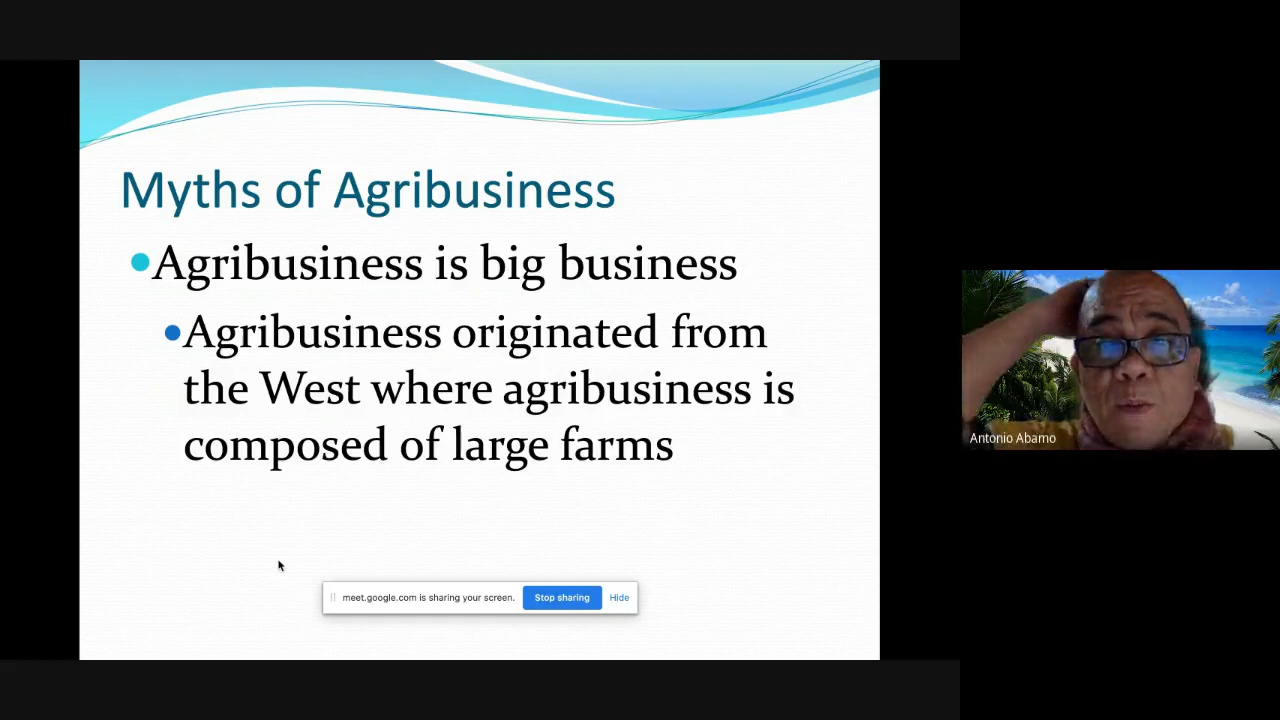 Myths of Agribusiness
Agribusiness is big business
Agribusiness originated from
the West where agribusiness is
composed of large farms
meet.google.com is sharing your screen. Stop sharing Hide
Antonio Abamo